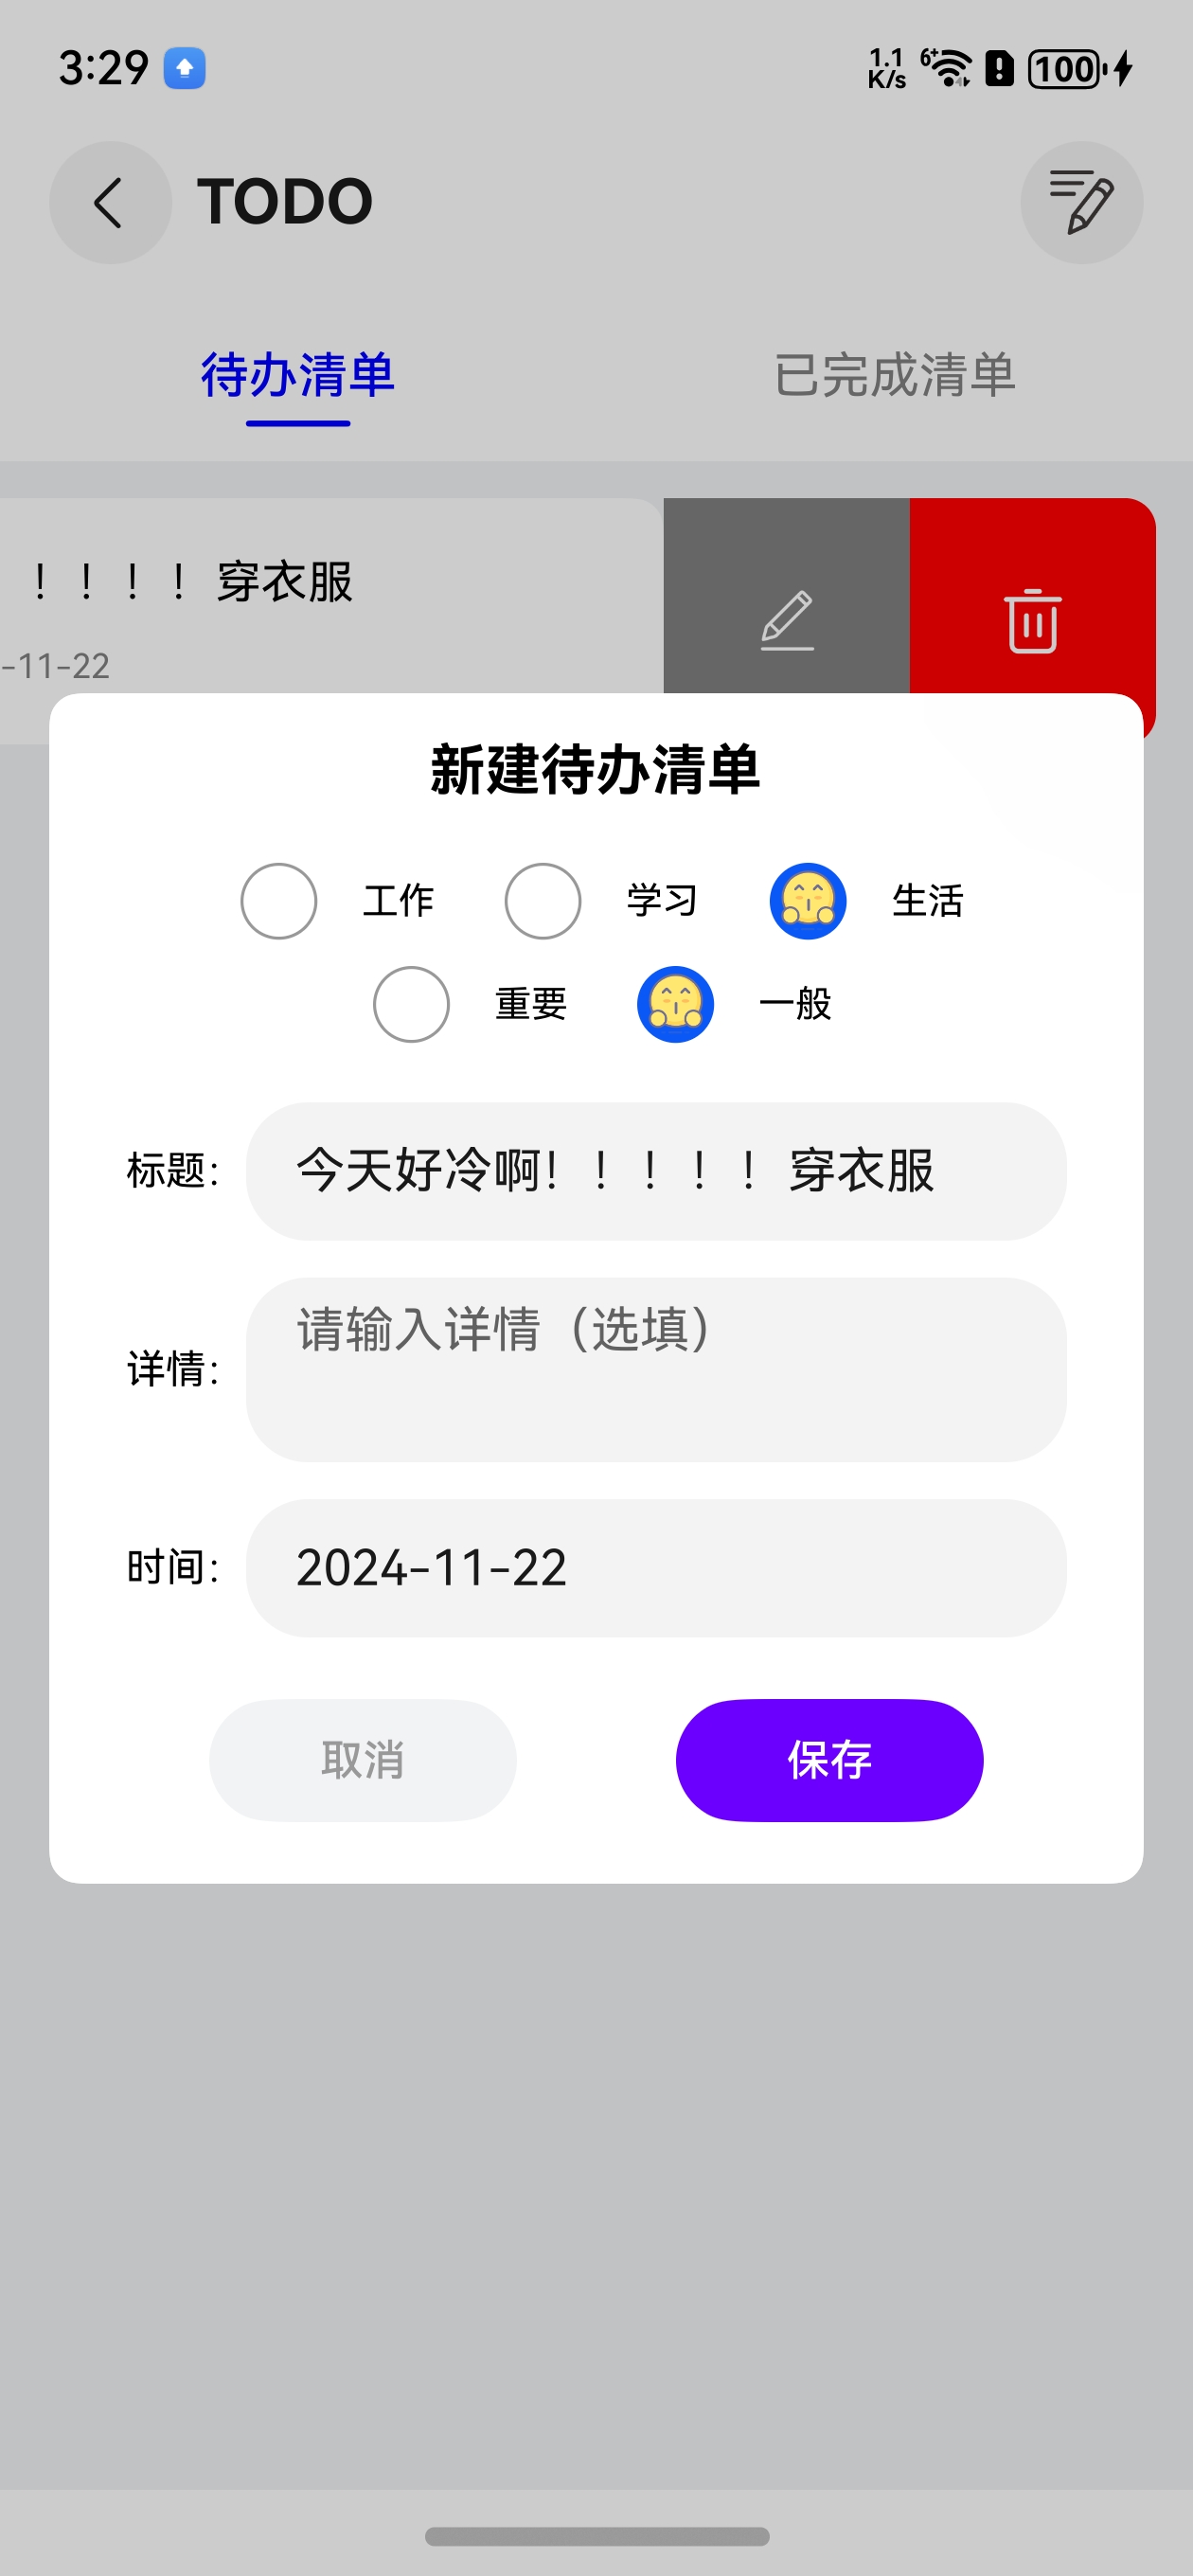 3:29
1.1 K/s 6+ 100
TODO
待办清单 已完成清单
！！！！穿衣服
-11-22
新建待办清单
工作 学习 生活
重要 一般
标题：今天好冷啊！！！！！穿衣服
详情：请输入详情（选填）
时间：2024-11-22
取消 保存